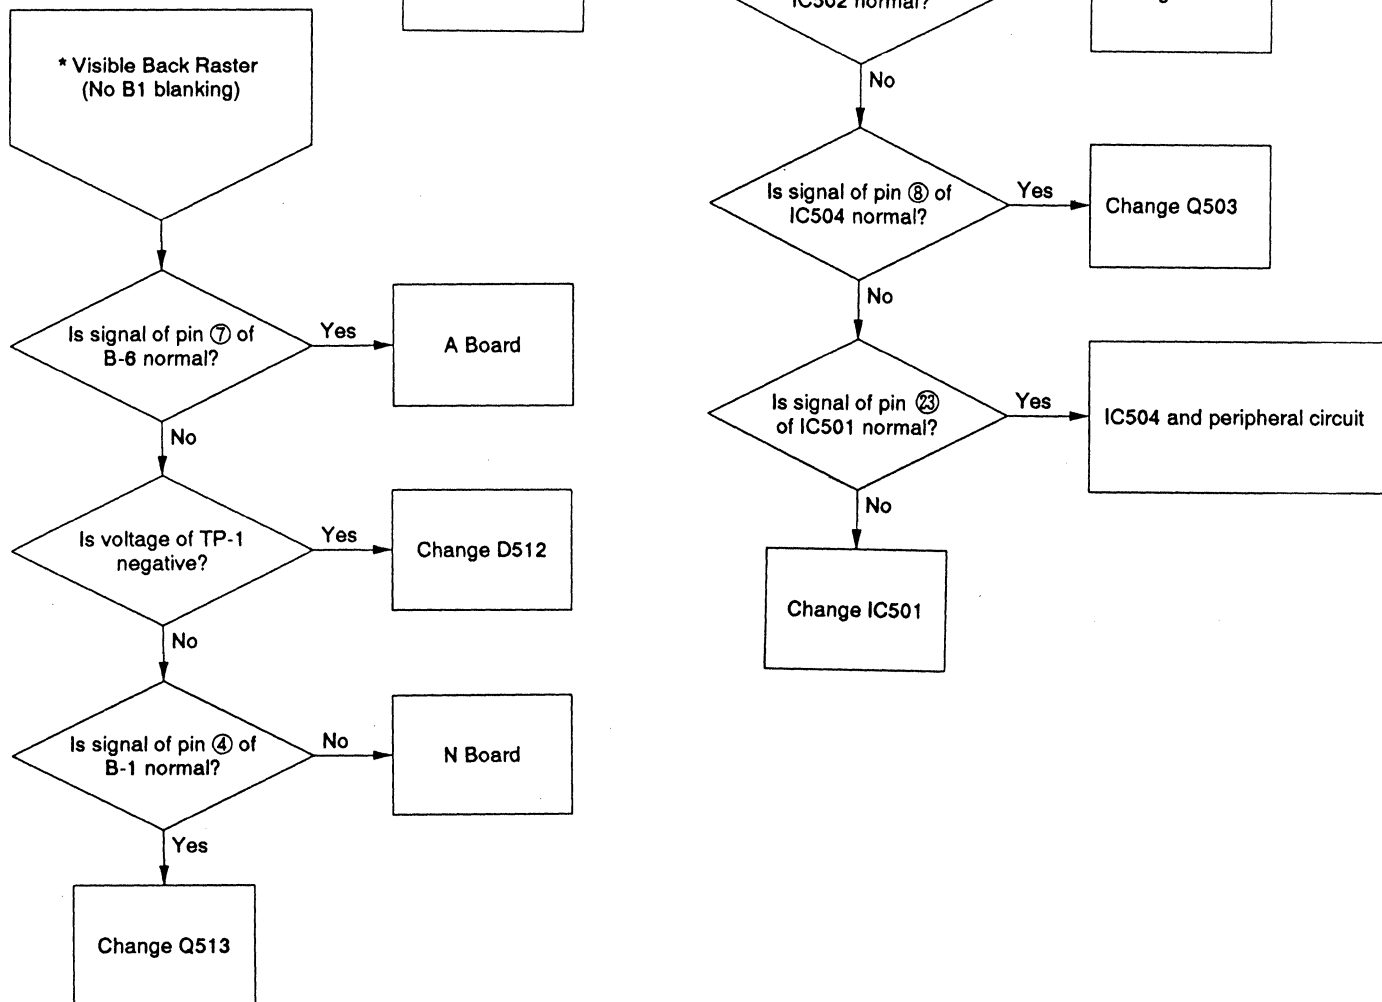 * Visible Back Raster
(No B1 blanking)
Is signal of pin ⑦ of
B-6 normal?
Yes
A Board
No
Is voltage of TP-1
negative?
Yes
Change D512
No
Is signal of pin ④ of
B-1 normal?
No
N Board
Yes
Change Q513
IC502 normal?
No
Is signal of pin ⑧ of
IC504 normal?
Yes
Change Q503
No
Is signal of pin ㉓
of IC501 normal?
Yes
IC504 and peripheral circuit
No
Change IC501